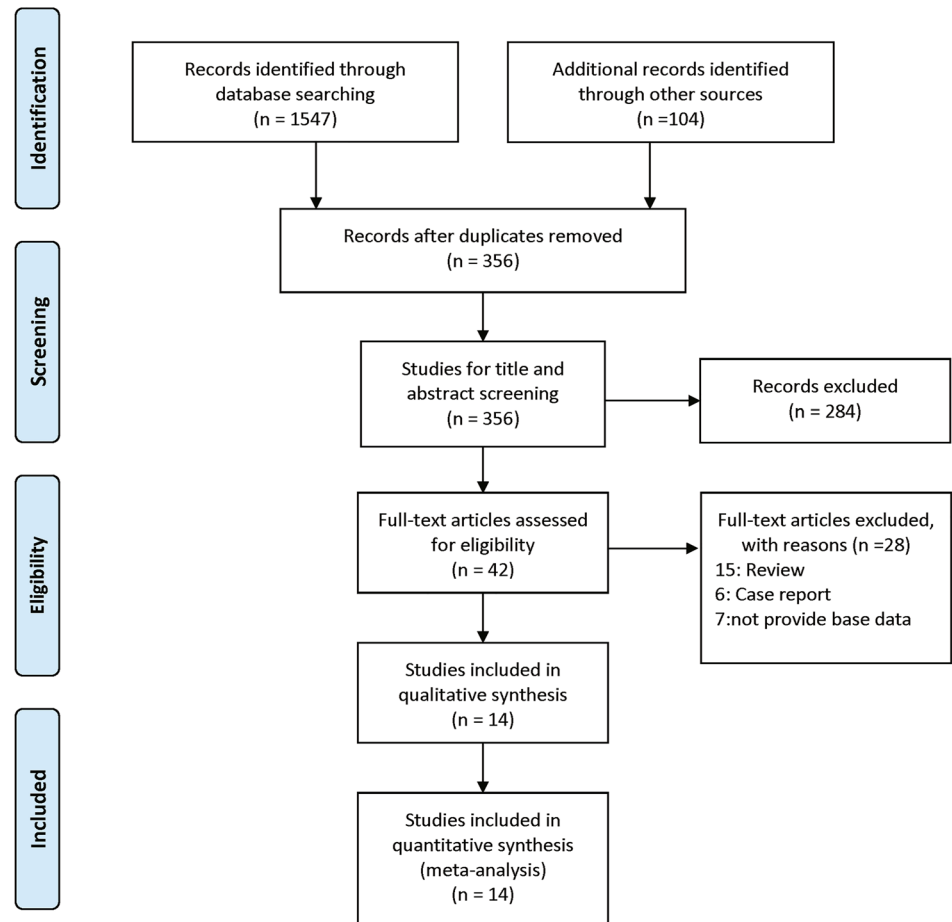 Identification
Records identified through
database searching
(n = 1547)
Additional records identified
through other sources
(n =104)
Records after duplicates removed
(n = 356)
Screening
Studies for title and
abstract screening
(n = 356)
Records excluded
(n = 284)
Eligibility
Full-text articles assessed
for eligibility
(n = 42)
Full-text articles excluded,
with reasons (n =28)
15: Review
6: Case report
7:not provide base data
Studies included in
qualitative synthesis
(n = 14)
Included
Studies included in
quantitative synthesis
(meta-analysis)
(n = 14)